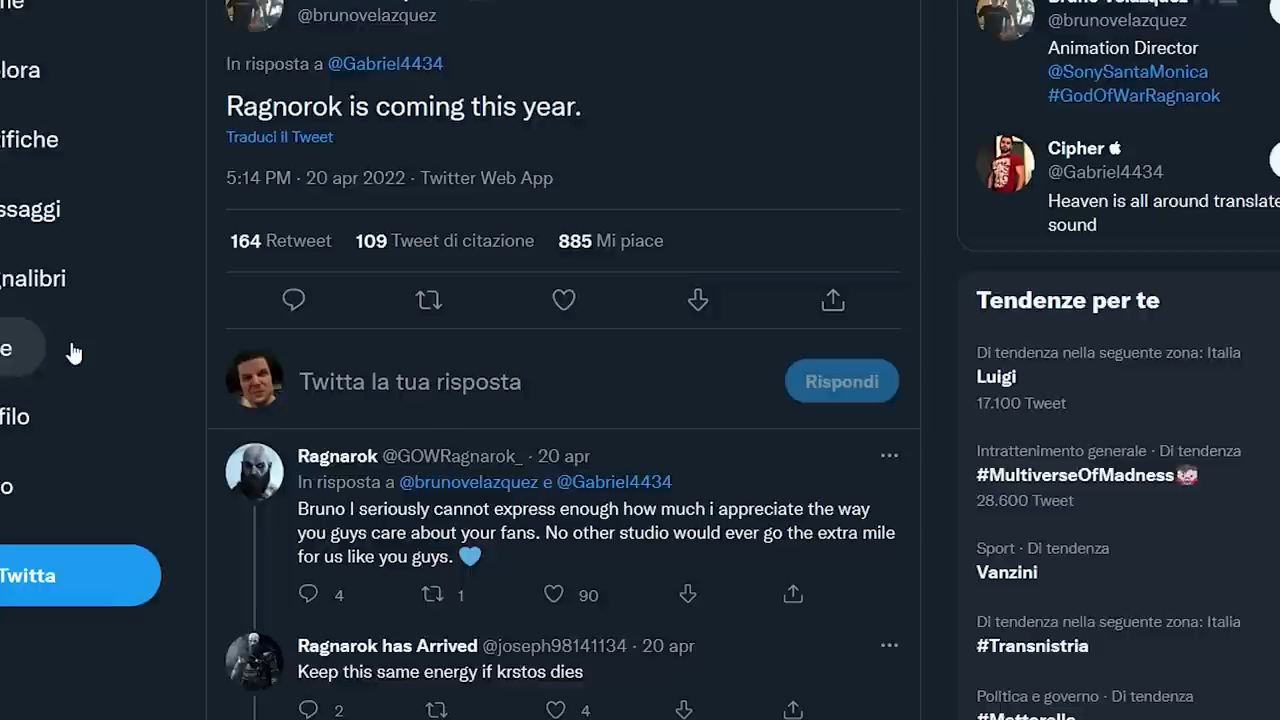 @brunovelazquez
In risposta a @Gabriel4434
Ragnorok is coming this year.
Traduci il Tweet
5:14 PM · 20 apr 2022 · Twitter Web App
164 Retweet 109 Tweet di citazione 885 Mi piace
Twitta la tua risposta
Rispondi
Ragnarok @GOWRagnarok_ · 20 apr
In risposta a @brunovelazquez e @Gabriel4434
Bruno I seriously cannot express enough how much i appreciate the way
you guys care about your fans. No other studio would ever go the extra mile
for us like you guys. 💙
4 1 90
Ragnarok has Arrived @joseph98141134 · 20 apr
Keep this same energy if krstos dies
2 4
lora
ifiche
ssaggi
nalibri
e
filo
o
Twitta
@brunovelazquez
Animation Director
@SonySantaMonica
#GodOfWarRagnarok
Cipher
@Gabriel4434
Heaven is all around translate
sound
Tendenze per te
Di tendenza nella seguente zona: Italia
Luigi
17.100 Tweet
Intrattenimento generale · Di tendenza
#MultiverseOfMadness
28.600 Tweet
Sport · Di tendenza
Vanzini
Di tendenza nella seguente zona: Italia
#Transnistria
Politica e governo · Di tendenza